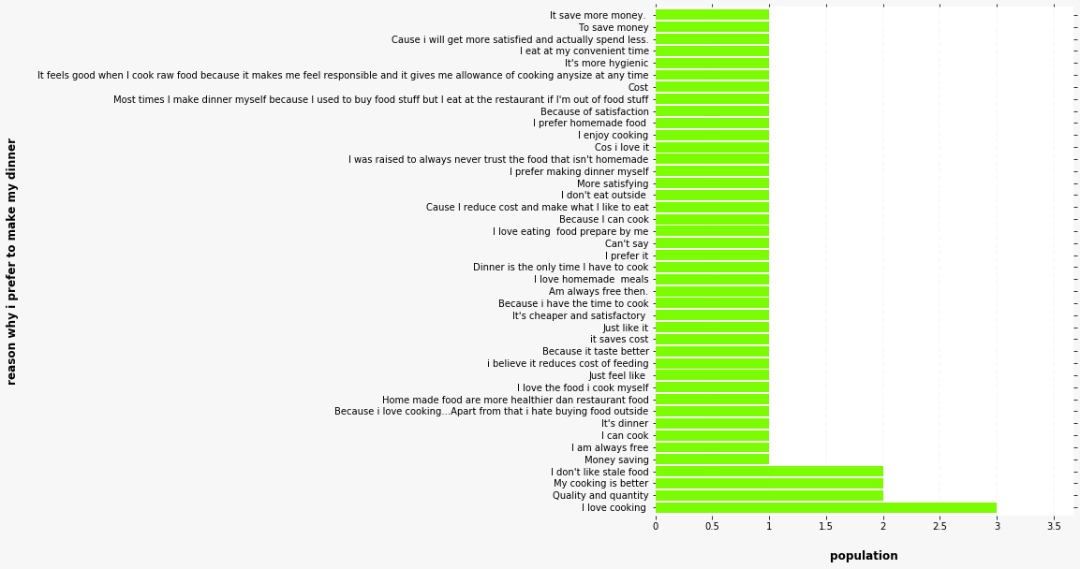 reason why i prefer to make my dinner
It save more money.
To save money
Cause i will get more satisfied and actually spend less.
I eat at my convenient time
It's more hygienic
It feels good when I cook raw food because it makes me feel responsible and it gives me allowance of cooking anysize at any time
Cost
Most times I make dinner myself because I used to buy food stuff but I eat at the restaurant if I'm out of food stuff
Because of satisfaction
I prefer homemade food
I enjoy cooking
Cos i love it
I was raised to always never trust the food that isn't homemade
I prefer making dinner myself
More satisfying
I don't eat outside
Cause I reduce cost and make what I like to eat
Because I can cook
I love eating  food prepare by me
Can't say
I prefer it
Dinner is the only time I have to cook
I love homemade  meals
Am always free then.
Because i have the time to cook
It's cheaper and satisfactory
Just like it
it saves cost
Because it taste better
i believe it reduces cost of feeding
Just feel like
I love the food i cook myself
Home made food are more healthier dan restaurant food
Because i love cooking...Apart from that i hate buying food outside
It's dinner
I can cook
I am always free
Money saving
I don't like stale food
My cooking is better
Quality and quantity
I love cooking
0 0.5 1 1.5 2 2.5 3 3.5
population